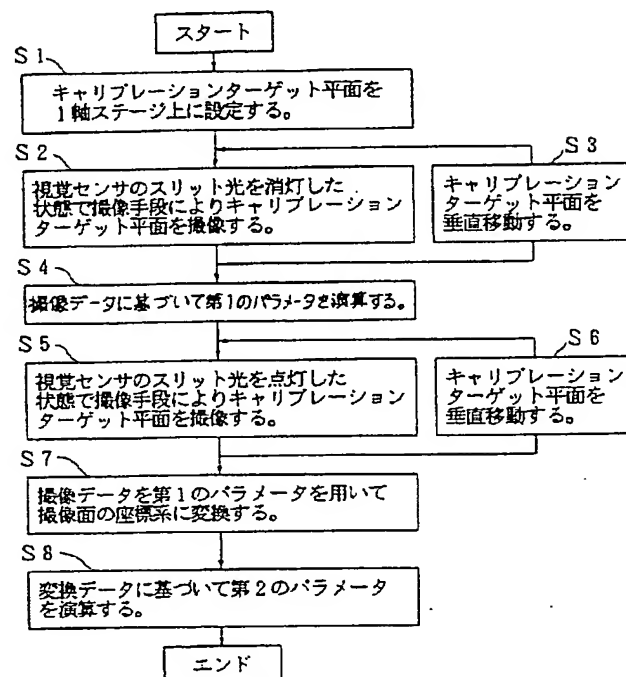 スタート
S1
キャリブレーションターゲット平面を
1軸ステージ上に設定する。
S2
視覚センサのスリット光を消灯した
状態で撮像手段によりキャリブレーション
ターゲット平面を撮像する。
S3
キャリブレーション
ターゲット平面を
垂直移動する。
S4
撮像データに基づいて第1のパラメータを演算する。
S5
視覚センサのスリット光を点灯した
状態で撮像手段によりキャリブレーション
ターゲット平面を撮像する。
S6
キャリブレーション
ターゲット平面を
垂直移動する。
S7
撮像データを第1のパラメータを用いて
撮像面の座標系に変換する。
S8
変換データに基づいて第2のパラメータ
を演算する。
エンド